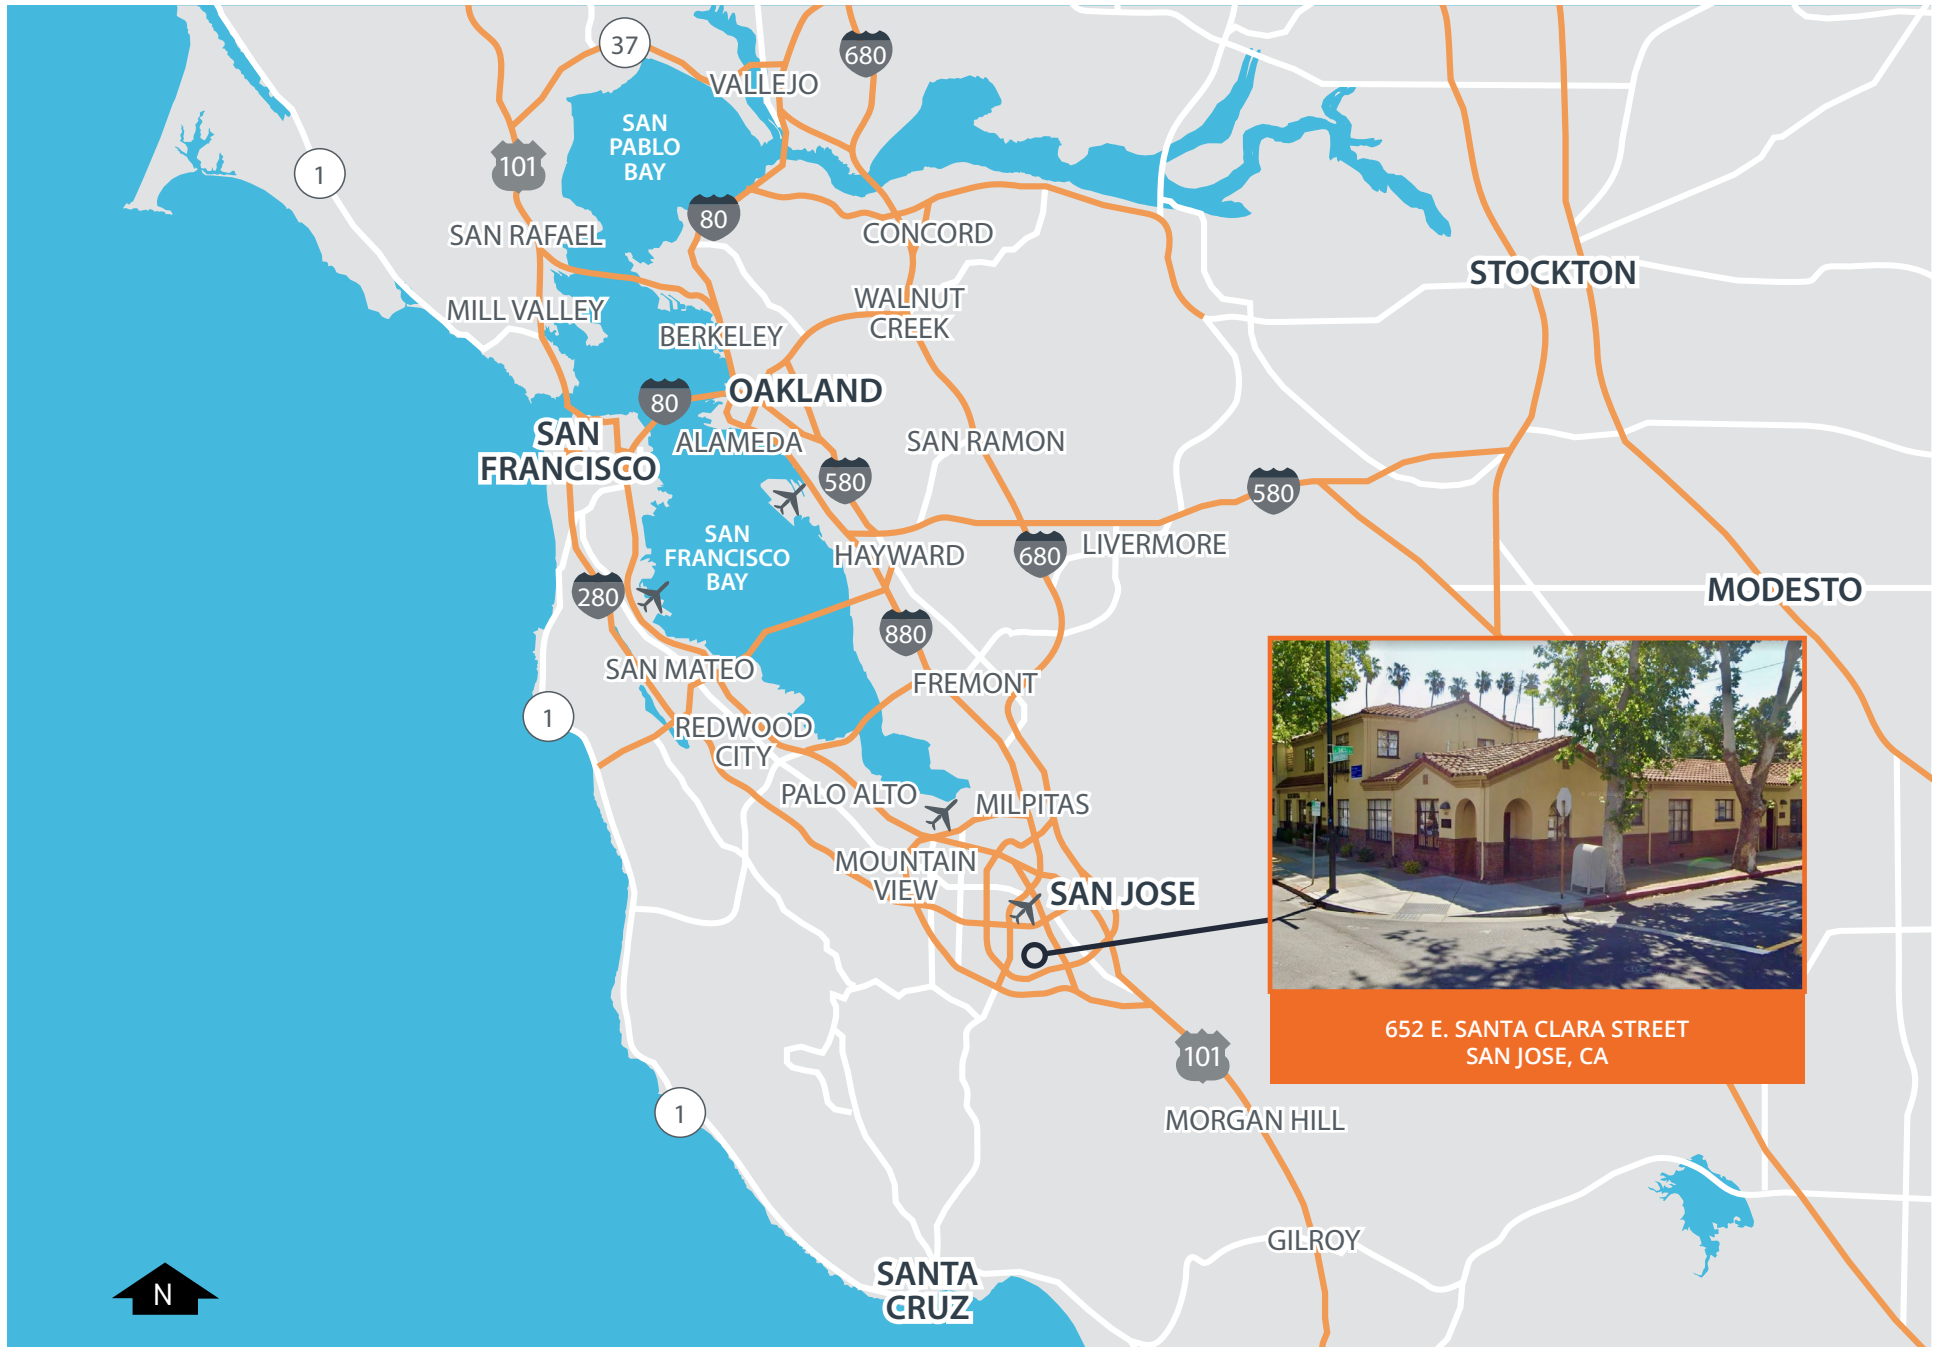 37
680
VALLEJO
SAN
PABLO
BAY
101
1
80
SAN RAFAEL
CONCORD
STOCKTON
MILL VALLEY
WALNUT
CREEK
BERKELEY
OAKLAND
80
SAN
FRANCISCO
ALAMEDA
SAN RAMON
580
580
SAN
FRANCISCO
BAY
HAYWARD
680
LIVERMORE
280
MODESTO
880
SAN MATEO
FREMONT
1
REDWOOD
CITY
PALO ALTO
MILPITAS
MOUNTAIN
VIEW
SAN JOSE
652 E. SANTA CLARA STREET
SAN JOSE, CA
101
1
MORGAN HILL
GILROY
SANTA
CRUZ
N